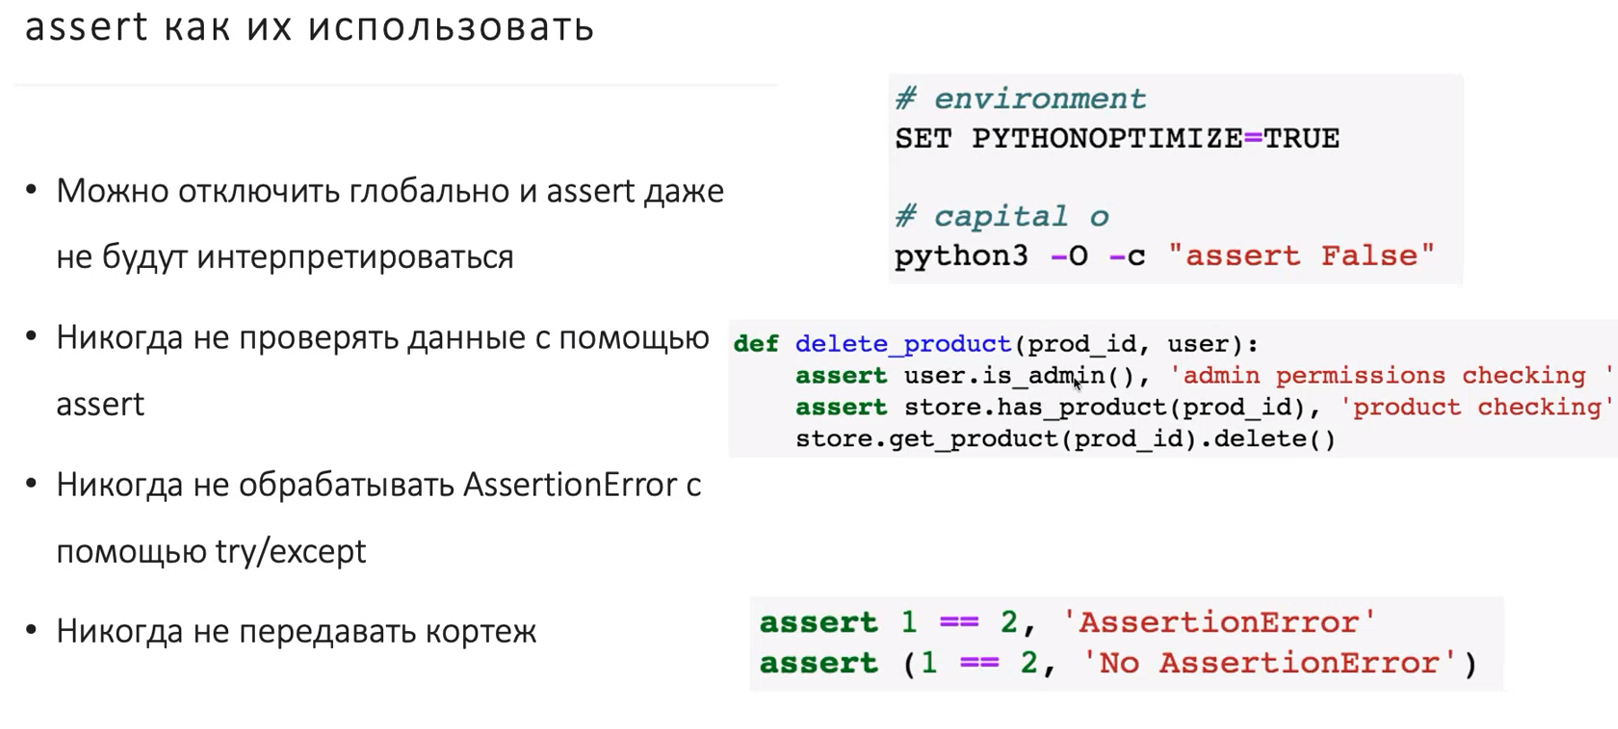 assert как их использовать
• Можно отключить глобально и assert даже
не будут интерпретироваться
• Никогда не проверять данные с помощью
assert
• Никогда не обрабатывать AssertionError с
помощью try/except
• Никогда не передавать кортеж
# environment
SET PYTHONOPTIMIZE=TRUE
# capital o
python3 -O -c "assert False"
def delete_product(prod_id, user):
assert user.is_admin(), 'admin permissions checking '
assert store.has_product(prod_id), 'product checking'
store.get_product(prod_id).delete()
assert 1 == 2, 'AssertionError'
assert (1 == 2, 'No AssertionError')